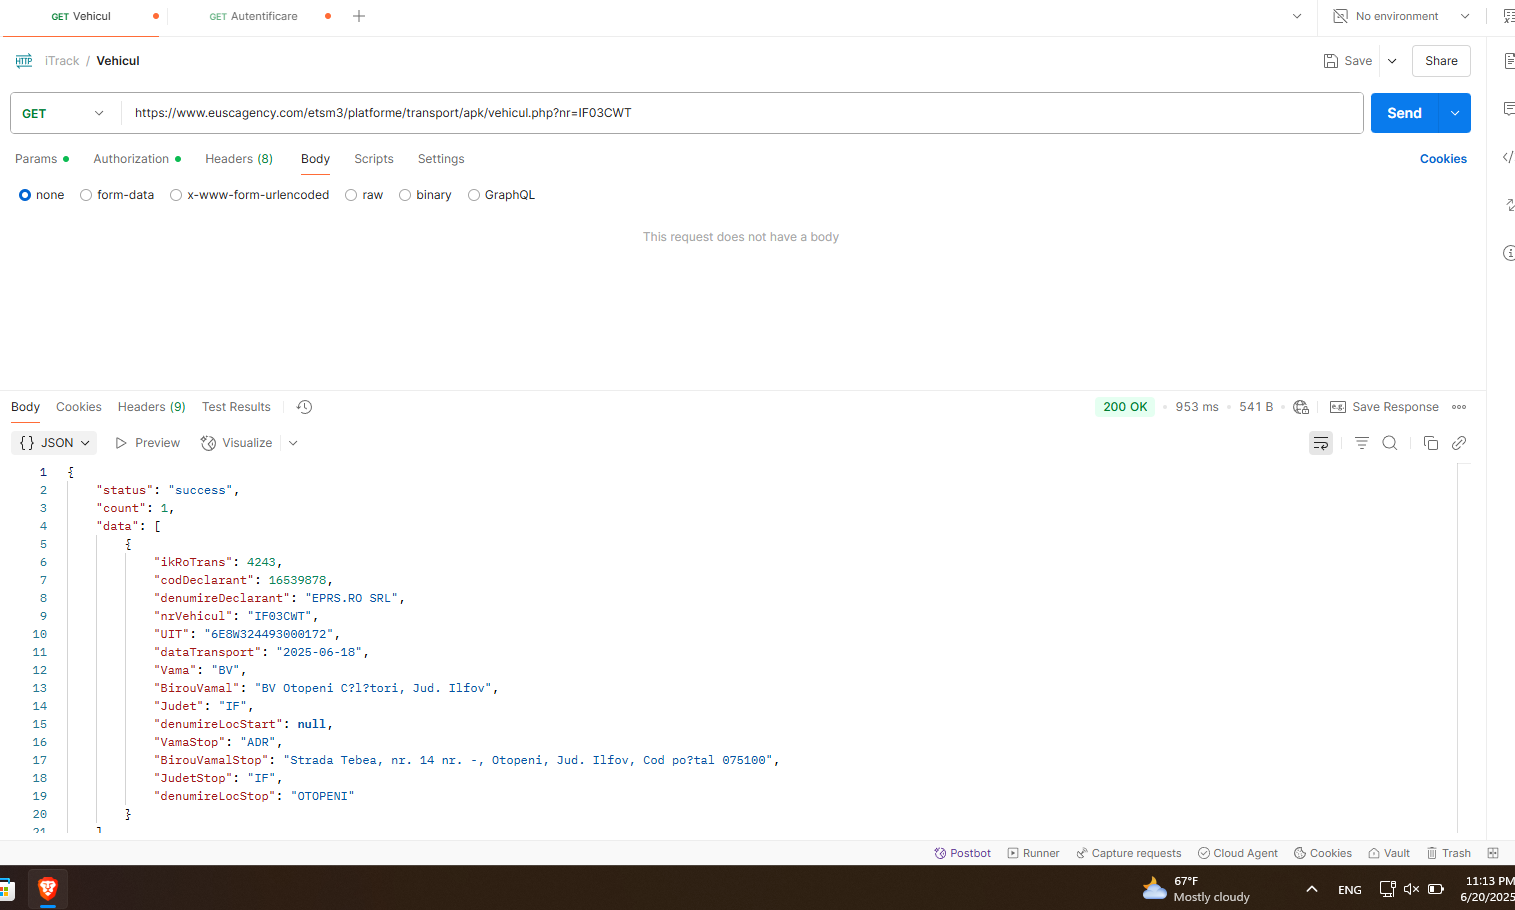 GET Vehicul
GET Autentificare
No environment
HTTP iTrack / Vehicul
Save
Share
GET
https://www.euscagency.com/etsm3/platforme/transport/apk/vehicul.php?nr=IF03CWT
Send
Params
Authorization
Headers (8)
Body
Scripts
Settings
Cookies
none
form-data
x-www-form-urlencoded
raw
binary
GraphQL
This request does not have a body
Body
Cookies
Headers (9)
Test Results
200 OK
953 ms
541 B
e.g. Save Response
{} JSON
Preview
Visualize
1 {
2 "status": "success",
3 "count": 1,
4 "data": [
5 {
6 "ikRoTrans": 4243,
7 "codDeclarant": 16539878,
8 "denumireDeclarant": "EPRS.RO SRL",
9 "nrVehicul": "IF03CWT",
10 "UIT": "6E8W324493000172",
11 "dataTransport": "2025-06-18",
12 "Vama": "BV",
13 "BirouVamal": "BV Otopeni C?l?tori, Jud. Ilfov",
14 "Judet": "IF",
15 "denumireLocStart": null,
16 "VamaStop": "ADR",
17 "BirouVamalStop": "Strada Tebea, nr. 14 nr. -, Otopeni, Jud. Ilfov, Cod po?tal 075100",
18 "JudetStop": "IF",
19 "denumireLocStop": "OTOPENI"
20 }
21 ]
Postbot
Runner
Capture requests
Cloud Agent
Cookies
Vault
Trash
67°F
Mostly cloudy
ENG
11:13 PM
6/20/2025